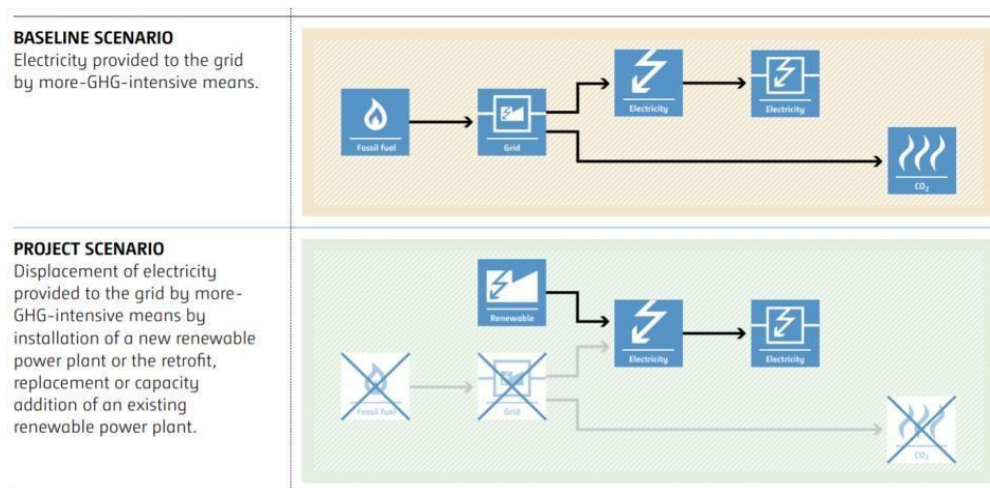 BASELINE SCENARIO
Electricity provided to the grid
by more-GHG-intensive means.
Fossil fuel
Grid
Electricity
Electricity
CO₂
PROJECT SCENARIO
Displacement of electricity
provided to the grid by more-
GHG-intensive means by
installation of a new renewable
power plant or the retrofit,
replacement or capacity
addition of an existing
renewable power plant.
Renewable
Electricity
Electricity
Fossil fuel
Grid
CO₂